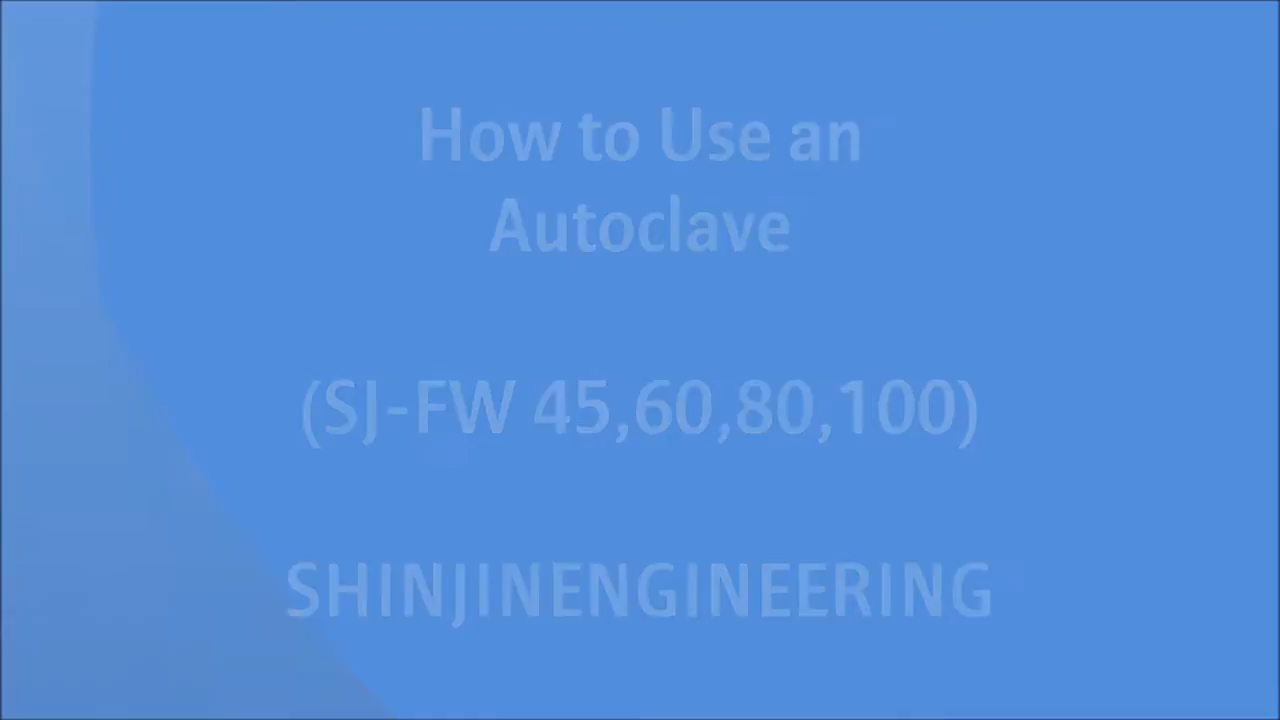 How to Use an
Autoclave
(SJ-FW 45,60,80,100)
SHINJINENGINEERING